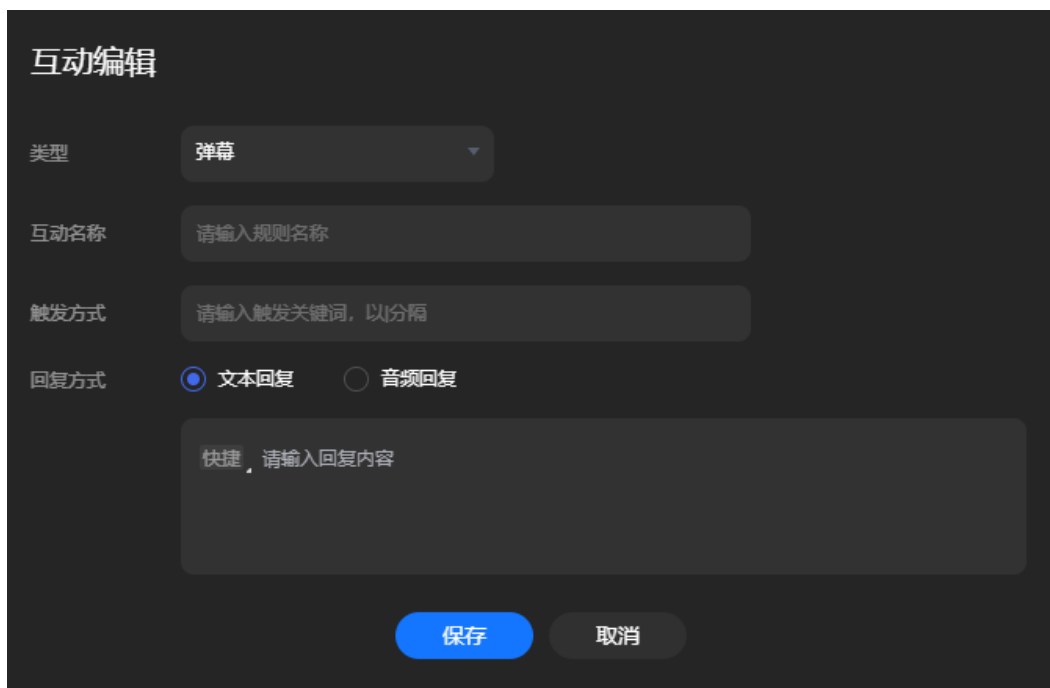 互动编辑
类型 弹幕
互动名称 请输入规则名称
触发方式 请输入触发关键词，以|分隔
回复方式 文本回复 音频回复
快捷 请输入回复内容
保存 取消